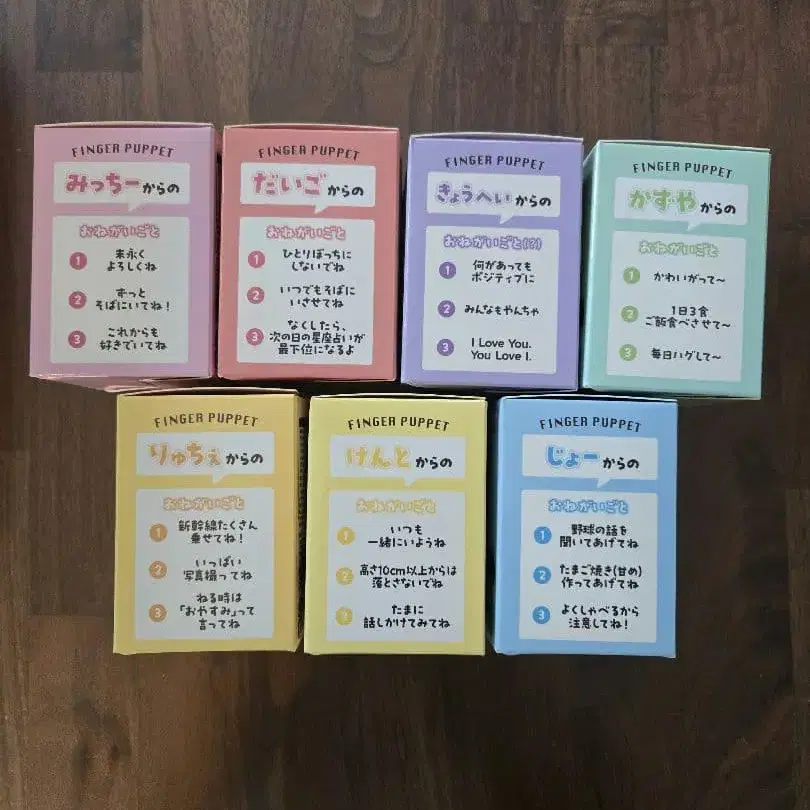 FINGER PUPPET
みっちーからの
おねがいごと
1 末永く
よろしくね
2 ずっと
そばにいてね！
3 これからも
好きでいてね
FINGER PUPPET
だいごからの
おねがいごと
1 ひとりぼっちに
しないでね
2 いつでもそばに
いさせてね
3 なくしたら、
次の日の星座占いが
最下位になるよ
FINGER PUPPET
きょうへいからの
おねがいごと(?)
1 何があっても
ポジティブに
2 みんなもやんちゃ
3 I Love You.
You Love I.
FINGER PUPPET
かずやからの
おねがいごと
1 かわいがって〜
2 1日3食
ご飯食べさせて〜
3 毎日ハグして〜
FINGER PUPPET
りゅちぇからの
おねがいごと
1 新幹線たくさん
乗せてね！
2 いっぱい
写真撮ってね
3 ねる時は
「おやすみ」って
言ってね
FINGER PUPPET
けんとからの
おねがいごと
1 いつも
一緒にいようね
2 高さ10cm以上からは
落とさないでね
1 たまに
話しかけてみてね
FINGER PUPPET
じょーからの
おねがいごと
1 野球の話を
聞いてあげてね
2 たまご焼き(甘め)
作ってあげてね
3 よくしゃべるから
注意してね！